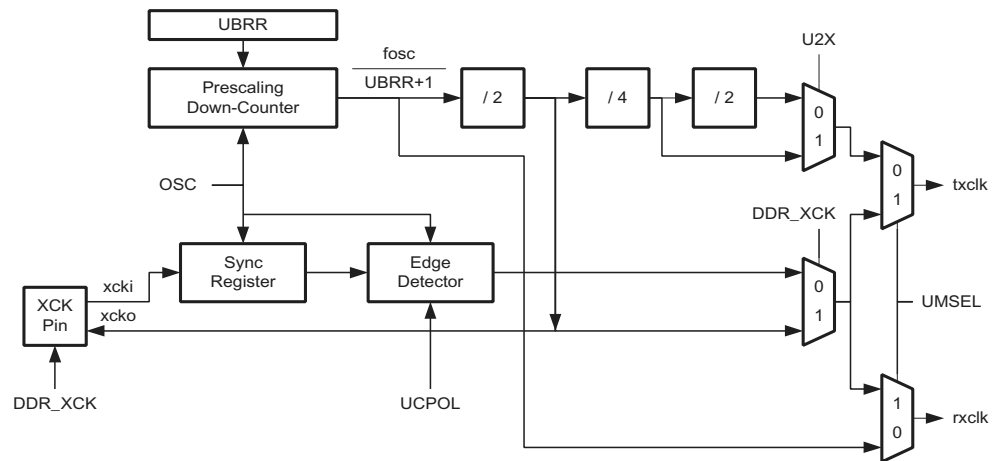 UBRR
fosc
UBRR+1
U2X
Prescaling
Down-Counter
/ 2
/ 4
/ 2
0
1
OSC
0
1
txclk
DDR_XCK
Sync
Register
Edge
Detector
0
1
xcki
XCK
Pin
xcko
UMSEL
DDR_XCK
UCPOL
1
0
rxclk